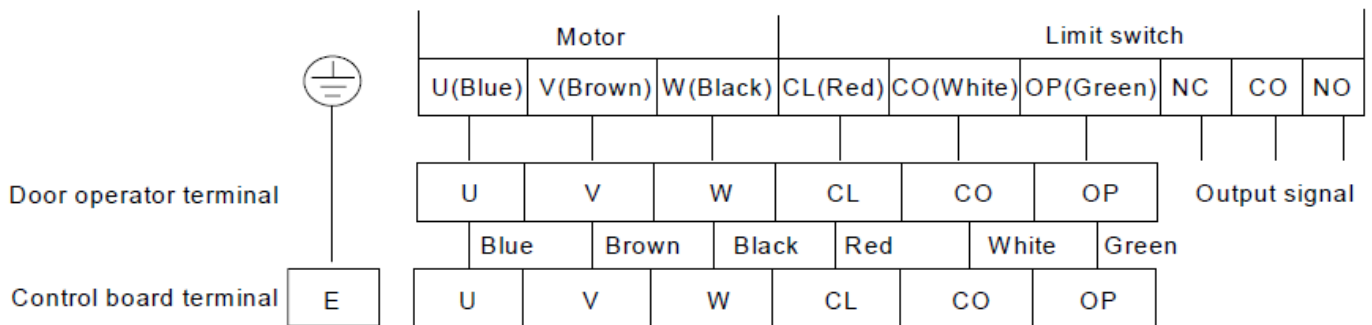 Motor Limit switch
U(Blue) V(Brown) W(Black) CL(Red) CO(White) OP(Green) NC CO NO
Door operator terminal U V W CL CO OP Output signal
Blue Brown Black Red White Green
Control board terminal E U V W CL CO OP